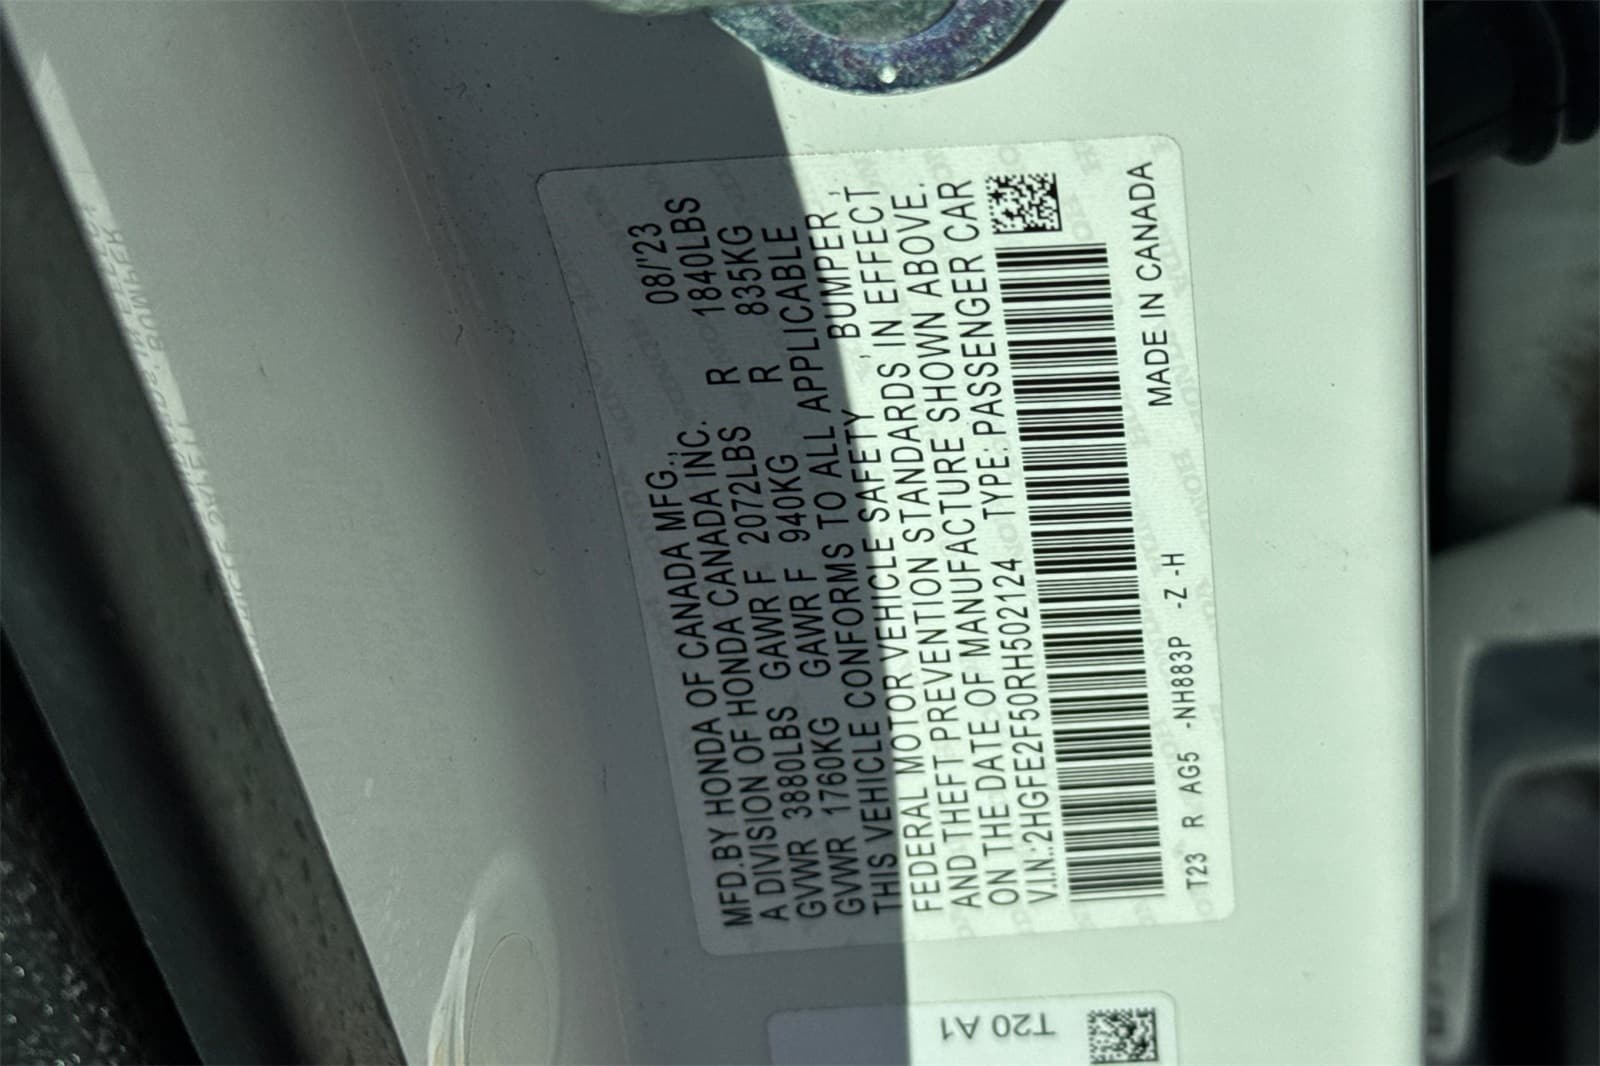 MFD.BY HONDA OF CANADA MFG., 08/'23
A DIVISION OF HONDA CANADA INC.
GVWR 3880LBS GAWR F 2072LBS R 1840LBS
GVWR 1760KG GAWR F 940KG R 835KG
THIS VEHICLE CONFORMS TO ALL APPLICABLE
FEDERAL MOTOR VEHICLE SAFETY , BUMPER ,
AND THEFT PREVENTION STANDARDS IN EFFECT
ON THE DATE OF MANUFACTURE SHOWN ABOVE.
V.I.N.:2HGFE2F50RH502124 TYPE:PASSENGER CAR
T23 R AG5 -NH883P -Z -H MADE IN CANADA
T20 A1